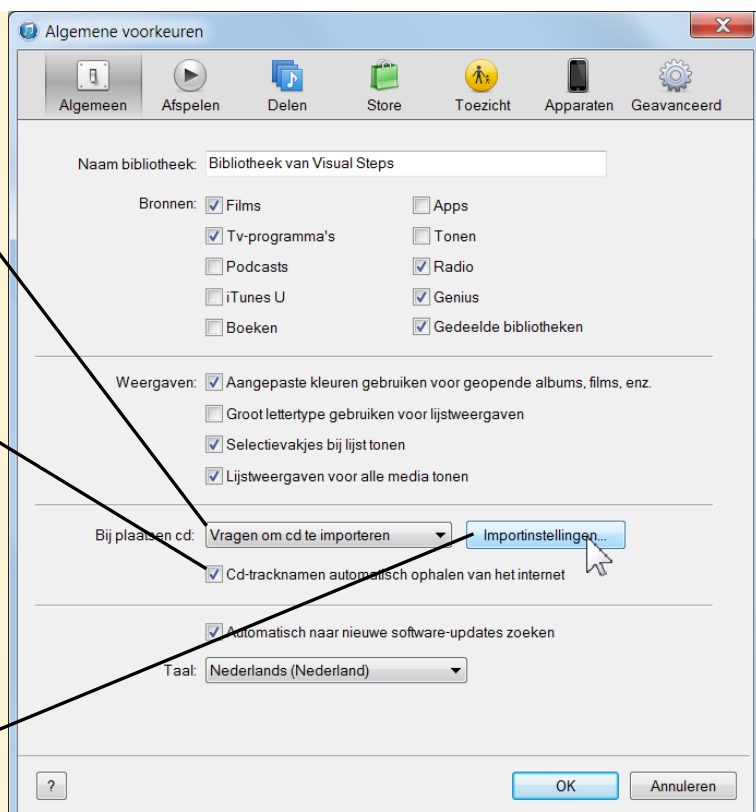 Algemene voorkeuren
Algemeen Afspelen Delen Store Toezicht Apparaten Geavanceerd
Naam bibliotheek: Bibliotheek van Visual Steps
Bronnen: Films Apps
Tv-programma's Tonen
Podcasts Radio
iTunes U Genius
Boeken Gedeelde bibliotheken
Weergaven: Aangepaste kleuren gebruiken voor geopende albums, films, enz.
Groot lettertype gebruiken voor lijstweergaven
Selectievakjes bij lijst tonen
Lijstweergaven voor alle media tonen
Bij plaatsen cd: Vragen om cd te importeren Importinstellingen...
Cd-tracknamen automatisch ophalen van het internet
Automatisch naar nieuwe software-updates zoeken
Taal: Nederlands (Nederland)
? OK Annuleren